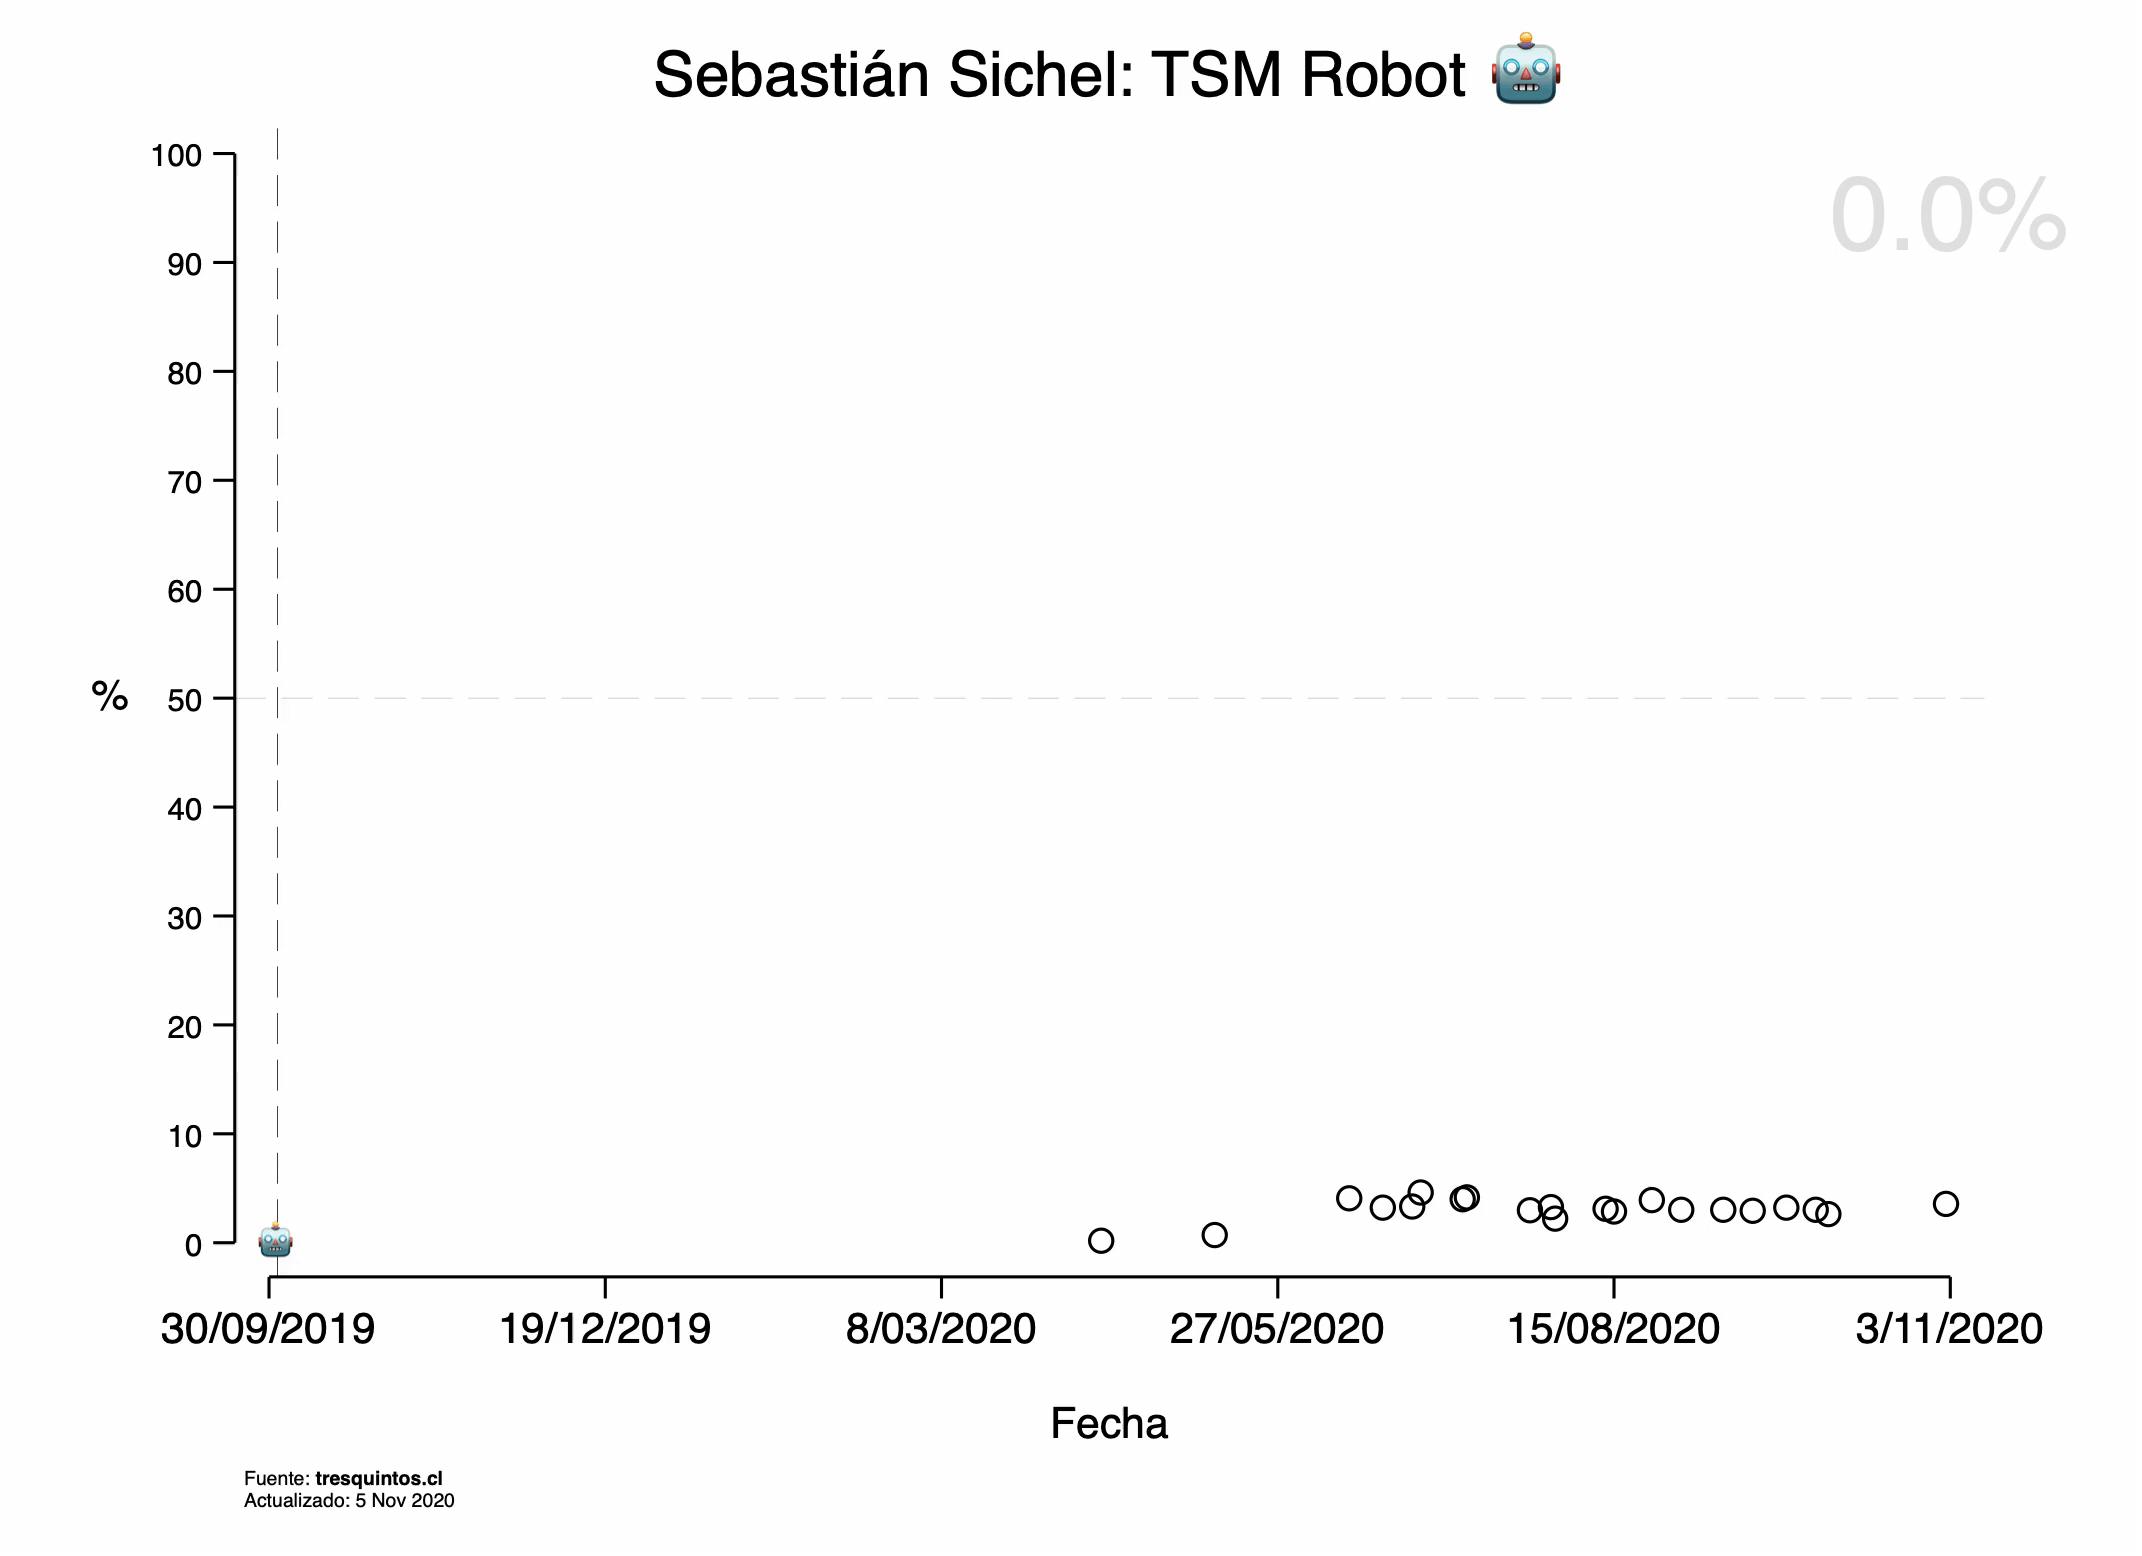 Sebastián Sichel: TSM Robot 🤖
100
0.0%
90
80
70
60
% 50
40
30
20
10
0
30/09/2019 19/12/2019 8/03/2020 27/05/2020 15/08/2020 3/11/2020
Fecha
Fuente: tresquintos.cl
Actualizado: 5 Nov 2020